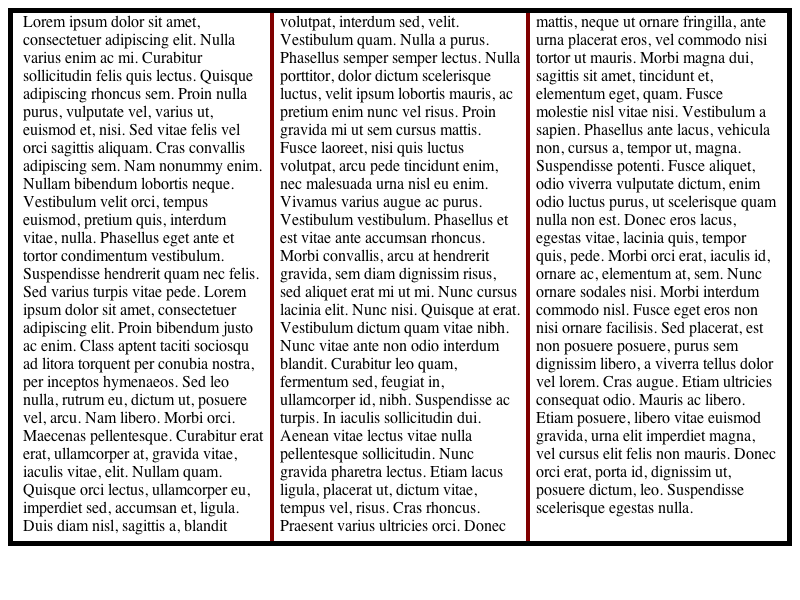 Lorem ipsum dolor sit amet,
consectetuer adipiscing elit. Nulla
varius enim ac mi. Curabitur
sollicitudin felis quis lectus. Quisque
adipiscing rhoncus sem. Proin nulla
purus, vulputate vel, varius ut,
euismod et, nisi. Sed vitae felis vel
orci sagittis aliquam. Cras convallis
adipiscing sem. Nam nonummy enim.
Nullam bibendum lobortis neque.
Vestibulum velit orci, tempus
euismod, pretium quis, interdum
vitae, nulla. Phasellus eget ante et
tortor condimentum vestibulum.
Suspendisse hendrerit quam nec felis.
Sed varius turpis vitae pede. Lorem
ipsum dolor sit amet, consectetuer
adipiscing elit. Proin bibendum justo
ac enim. Class aptent taciti sociosqu
ad litora torquent per conubia nostra,
per inceptos hymenaeos. Sed leo
nulla, rutrum eu, dictum ut, posuere
vel, arcu. Nam libero. Morbi orci.
Maecenas pellentesque. Curabitur erat
erat, ullamcorper at, gravida vitae,
iaculis vitae, elit. Nullam quam.
Quisque orci lectus, ullamcorper eu,
imperdiet sed, accumsan et, ligula.
Duis diam nisl, sagittis a, blandit
volutpat, interdum sed, velit.
Vestibulum quam. Nulla a purus.
Phasellus semper semper lectus. Nulla
porttitor, dolor dictum scelerisque
luctus, velit ipsum lobortis mauris, ac
pretium enim nunc vel risus. Proin
gravida mi ut sem cursus mattis.
Fusce laoreet, nisi quis luctus
volutpat, arcu pede tincidunt enim,
nec malesuada urna nisl eu enim.
Vivamus varius augue ac purus.
Vestibulum vestibulum. Phasellus et
est vitae ante accumsan rhoncus.
Morbi convallis, arcu at hendrerit
gravida, sem diam dignissim risus,
sed aliquet erat mi ut mi. Nunc cursus
lacinia elit. Nunc nisi. Quisque at erat.
Vestibulum dictum quam vitae nibh.
Nunc vitae ante non odio interdum
blandit. Curabitur leo quam,
fermentum sed, feugiat in,
ullamcorper id, nibh. Suspendisse ac
turpis. In iaculis sollicitudin dui.
Aenean vitae lectus vitae nulla
pellentesque sollicitudin. Nunc
gravida pharetra lectus. Etiam lacus
ligula, placerat ut, dictum vitae,
tempus vel, risus. Cras rhoncus.
Praesent varius ultricies orci. Donec
mattis, neque ut ornare fringilla, ante
urna placerat eros, vel commodo nisi
tortor ut mauris. Morbi magna dui,
sagittis sit amet, tincidunt et,
elementum eget, quam. Fusce
molestie nisl vitae nisi. Vestibulum a
sapien. Phasellus ante lacus, vehicula
non, cursus a, tempor ut, magna.
Suspendisse potenti. Fusce aliquet,
odio viverra vulputate dictum, enim
odio luctus purus, ut scelerisque quam
nulla non est. Donec eros lacus,
egestas vitae, lacinia quis, tempor
quis, pede. Morbi orci erat, iaculis id,
ornare ac, elementum at, sem. Nunc
ornare sodales nisi. Morbi interdum
commodo nisl. Fusce eget eros non
nisi ornare facilisis. Sed placerat, est
non posuere posuere, purus sem
dignissim libero, a viverra tellus dolor
vel lorem. Cras augue. Etiam ultricies
consequat odio. Mauris ac libero.
Etiam posuere, libero vitae euismod
gravida, urna elit imperdiet magna,
vel cursus elit felis non mauris. Donec
orci erat, porta id, dignissim ut,
posuere dictum, leo. Suspendisse
scelerisque egestas nulla.